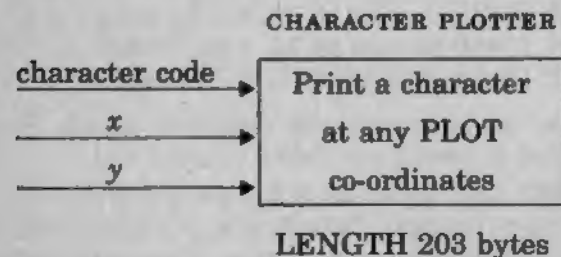 CHARACTER PLOTTER
character code
Print a character
x
at any PLOT
y
co-ordinates
LENGTH 203 bytes